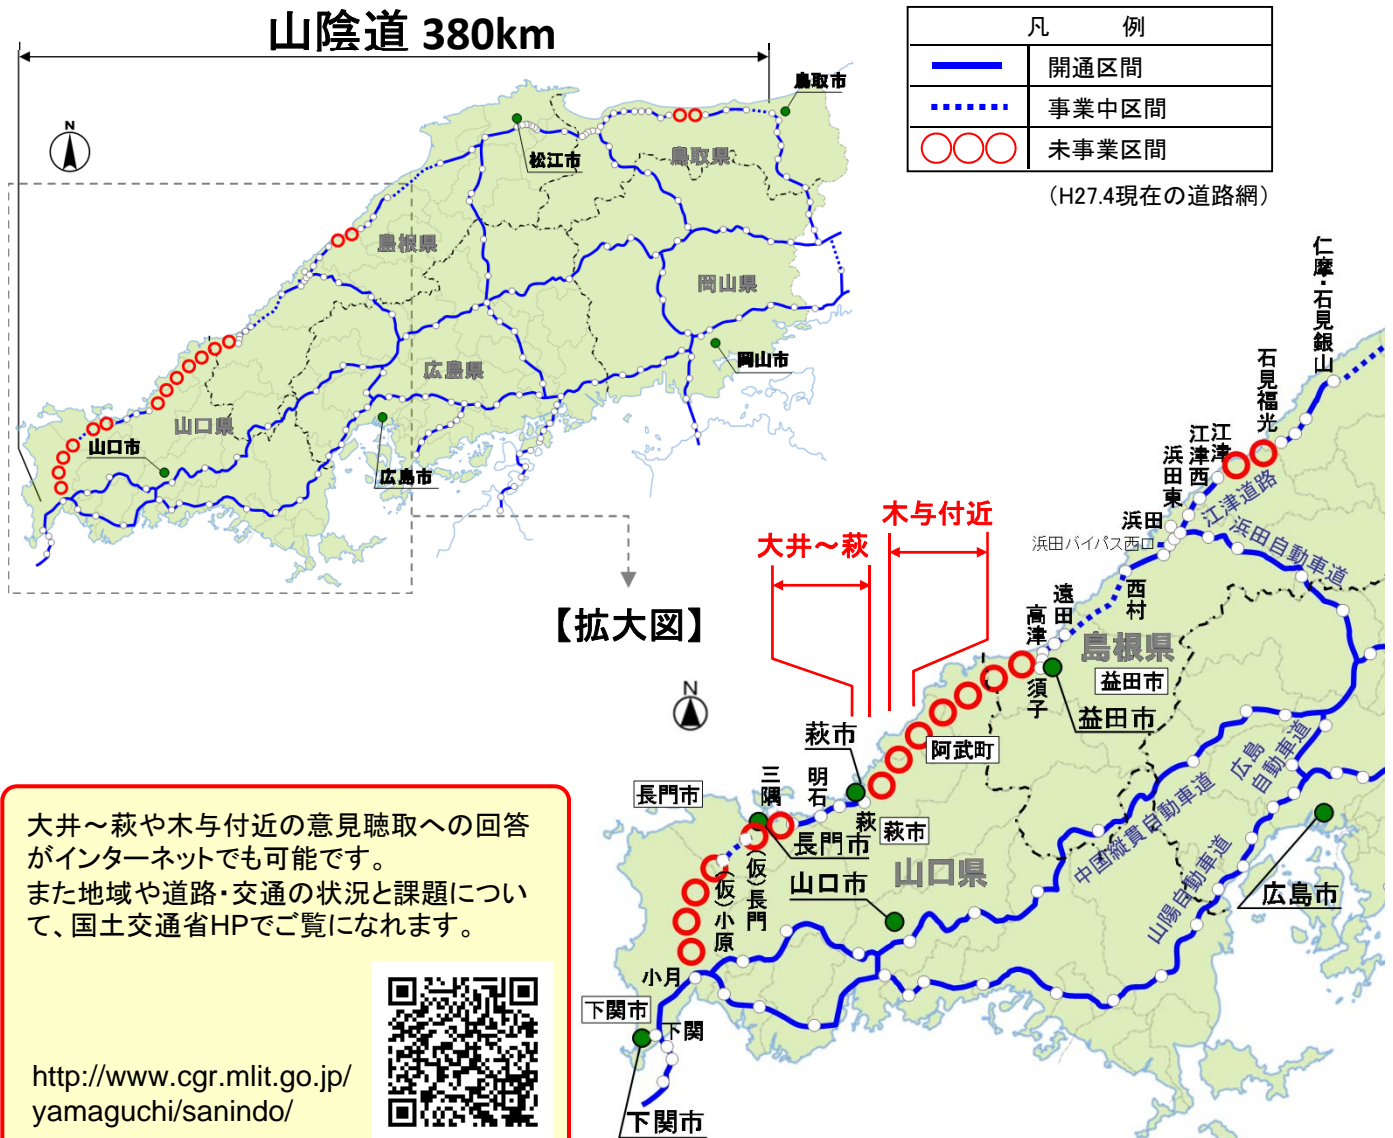 山陰道 380km
凡 例
開通区間
事業中区間
未事業区間
(H27.4現在の道路網)
N
鳥取市
松江市
鳥取県
島根県
岡山県
岡山市
広島県
広島市
山口県
山口市
【拡大図】
N
大井～萩
木与付近
仁摩・石見銀山
石見福光
江津
江津西
浜田東
浜田
浜田バイパス西口
江津道路
浜田自動車道
西村
遠田
高津
須子
島根県
益田市
益田市
阿武町
萩市
萩
萩市
明石
三隅
長門市
長門市
(仮)長門
(仮)小原
山口市
山口県
中国縦貫自動車道
広島自動車道
山陽自動車道
広島市
小月
下関市
下関
下関市
大井～萩や木与付近の意見聴取への回答
がインターネットでも可能です。
また地域や道路・交通の状況と課題につい
て、国土交通省HPでご覧になれます。
http://www.cgr.mlit.go.jp/
yamaguchi/sanindo/